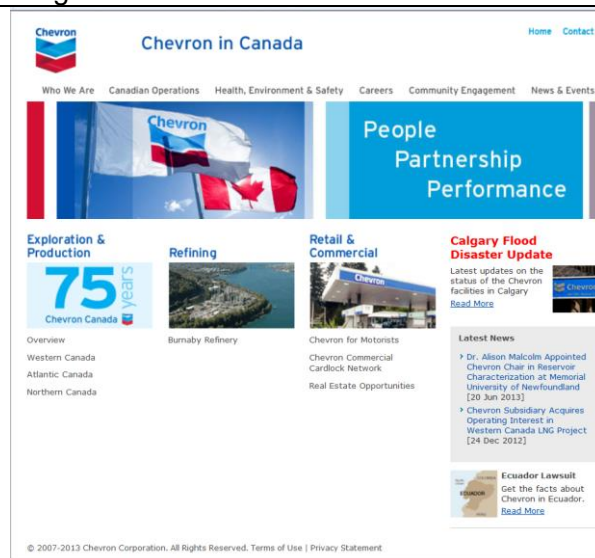 Chevron
Chevron in Canada
Home Contact
Who We Are Canadian Operations Health, Environment & Safety Careers Community Engagement News & Events
Chevron
People
Partnership
Performance
Exploration &
Production
75 years
Chevron Canada
Overview
Western Canada
Atlantic Canada
Northern Canada
Refining
Burnaby Refinery
Retail &
Commercial
Chevron
Chevron for Motorists
Chevron Commercial
Cardlock Network
Real Estate Opportunities
Calgary Flood
Disaster Update
Latest updates on the
status of the Chevron
facilities in Calgary
Read More
Chevron
Latest News
Dr. Alison Malcolm Appointed
Chevron Chair in Reservoir
Characterization at Memorial
University of Newfoundland
[20 Jun 2013]
Chevron Subsidiary Acquires
Operating Interest in
Western Canada LNG Project
[24 Dec 2012]
ECUADOR
Ecuador Lawsuit
Get the facts about
Chevron in Ecuador.
Read More
© 2007-2013 Chevron Corporation. All Rights Reserved. Terms of Use | Privacy Statement